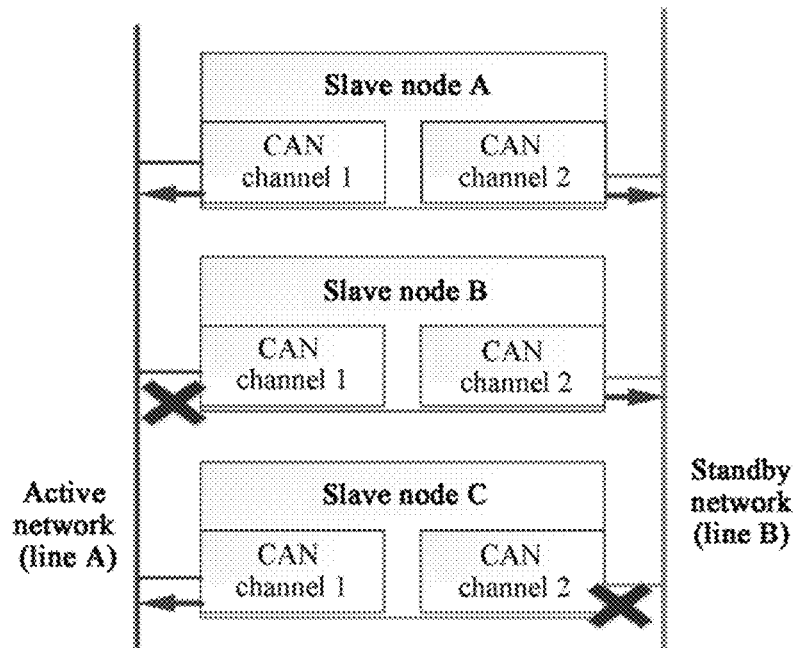 Slave node A
CAN
channel 1
CAN
channel 2
Slave node B
CAN
channel 1
CAN
channel 2
Active
network
(line A)
Slave node C
CAN
channel 1
CAN
channel 2
Standby
network
(line B)